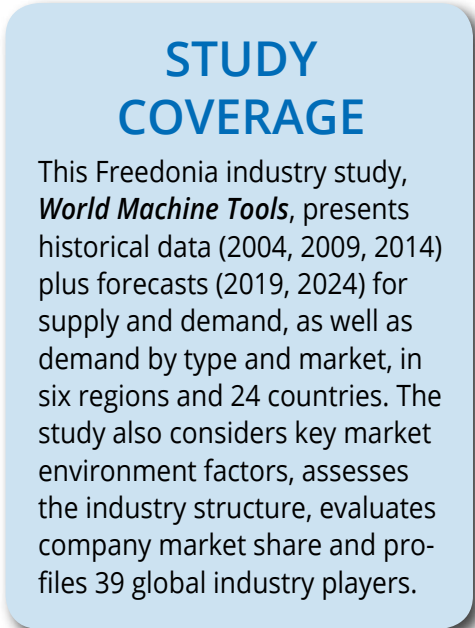 STUDY
COVERAGE
This Freedonia industry study,
World Machine Tools, presents
historical data (2004, 2009, 2014)
plus forecasts (2019, 2024) for
supply and demand, as well as
demand by type and market, in
six regions and 24 countries. The
study also considers key market
environment factors, assesses
the industry structure, evaluates
company market share and pro-
files 39 global industry players.